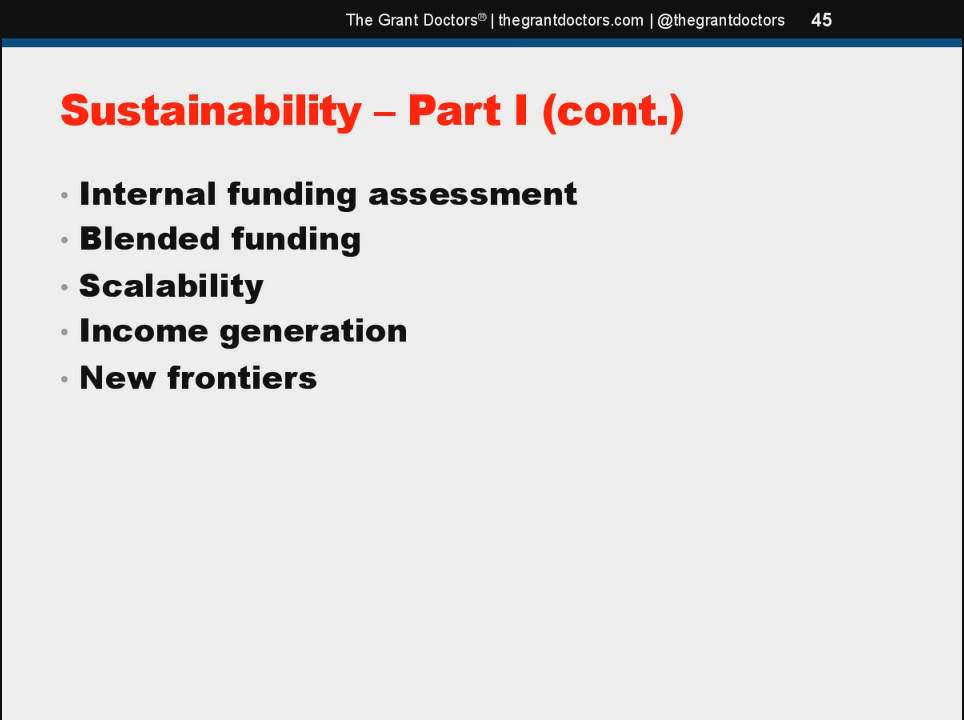 The Grant Doctors® | thegrantdoctors.com | @thegrantdoctors 45
Sustainability – Part I (cont.)
• Internal funding assessment
• Blended funding
• Scalability
• Income generation
• New frontiers